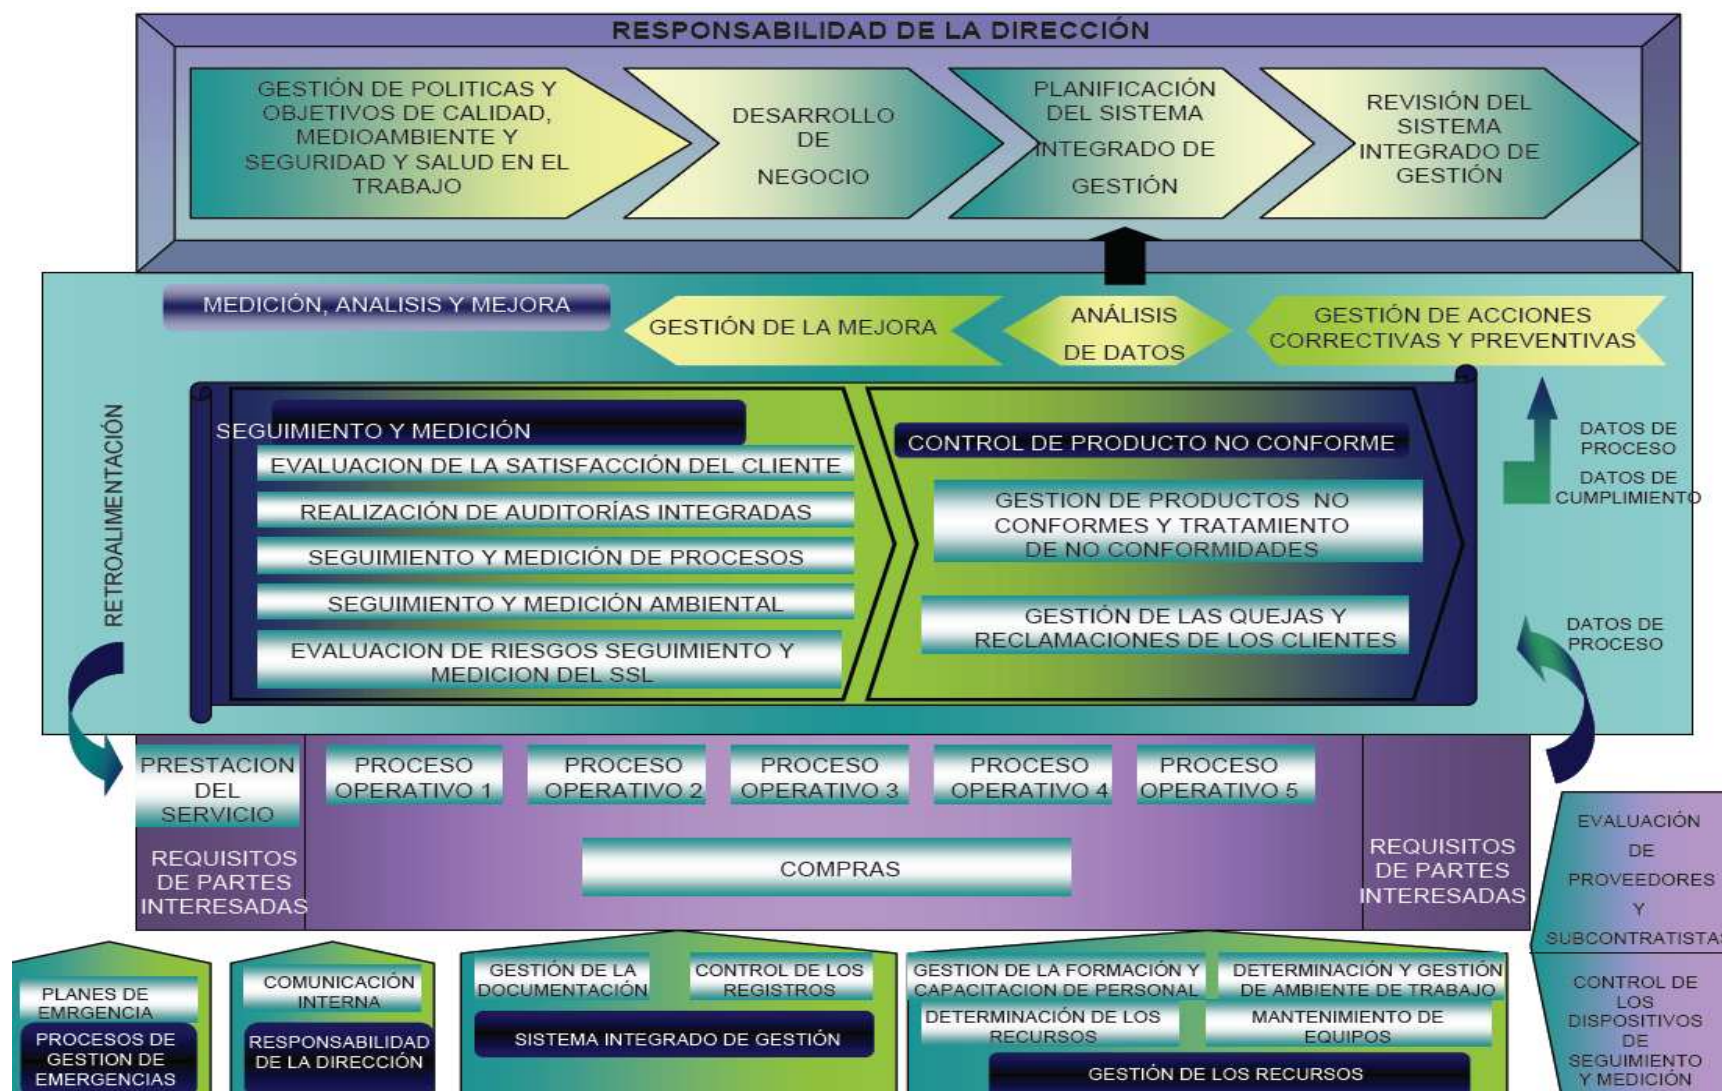 RESPONSABILIDAD DE LA DIRECCIÓN
GESTIÓN DE POLITICAS Y
OBJETIVOS DE CALIDAD,
MEDIOAMBIENTE Y
SEGURIDAD Y SALUD EN EL
TRABAJO
DESARROLLO
DE
NEGOCIO
PLANIFICACIÓN
DEL SISTEMA
INTEGRADO DE
GESTIÓN
REVISIÓN DEL
SISTEMA
INTEGRADO DE
GESTIÓN
MEDICIÓN, ANALISIS Y MEJORA
GESTIÓN DE LA MEJORA
ANÁLISIS
DE DATOS
GESTIÓN DE ACCIONES
CORRECTIVAS Y PREVENTIVAS
RETROALIMENTACIÓN
SEGUIMIENTO Y MEDICIÓN
EVALUACION DE LA SATISFACCIÓN DEL CLIENTE
REALIZACIÓN DE AUDITORÍAS INTEGRADAS
SEGUIMIENTO Y MEDICIÓN DE PROCESOS
SEGUIMIENTO Y MEDICIÓN AMBIENTAL
EVALUACION DE RIESGOS SEGUIMIENTO Y
MEDICION DEL SSL
CONTROL DE PRODUCTO NO CONFORME
GESTION DE PRODUCTOS NO
CONFORMES Y TRATAMIENTO
DE NO CONFORMIDADES
GESTIÓN DE LAS QUEJAS Y
RECLAMACIONES DE LOS CLIENTES
DATOS DE
PROCESO
DATOS DE
CUMPLIMIENTO
DATOS DE
PROCESO
PRESTACION
DEL
SERVICIO
PROCESO
OPERATIVO 1
PROCESO
OPERATIVO 2
PROCESO
OPERATIVO 3
PROCESO
OPERATIVO 4
PROCESO
OPERATIVO 5
REQUISITOS
DE PARTES
INTERESADAS
COMPRAS
REQUISITOS
DE PARTES
INTERESADAS
EVALUACIÓN
DE
PROVEEDORES
Y
SUBCONTRATISTAS
PLANES DE
EMRGENCIA
PROCESOS DE
GESTION DE
EMERGENCIAS
COMUNICACIÓN
INTERNA
RESPONSABILIDAD
DE LA DIRECCIÓN
GESTIÓN DE LA
DOCUMENTACIÓN
CONTROL DE LOS
REGISTROS
SISTEMA INTEGRADO DE GESTIÓN
GESTION DE LA FORMACIÓN Y
CAPACITACION DE PERSONAL
DETERMINACIÓN Y GESTIÓN
DE AMBIENTE DE TRABAJO
DETERMINACIÓN DE LOS
RECURSOS
MANTENIMIENTO DE
EQUIPOS
GESTIÓN DE LOS RECURSOS
CONTROL DE
LOS
DISPOSITIVOS
DE
SEGUIMIENTO
Y MEDICIÓN